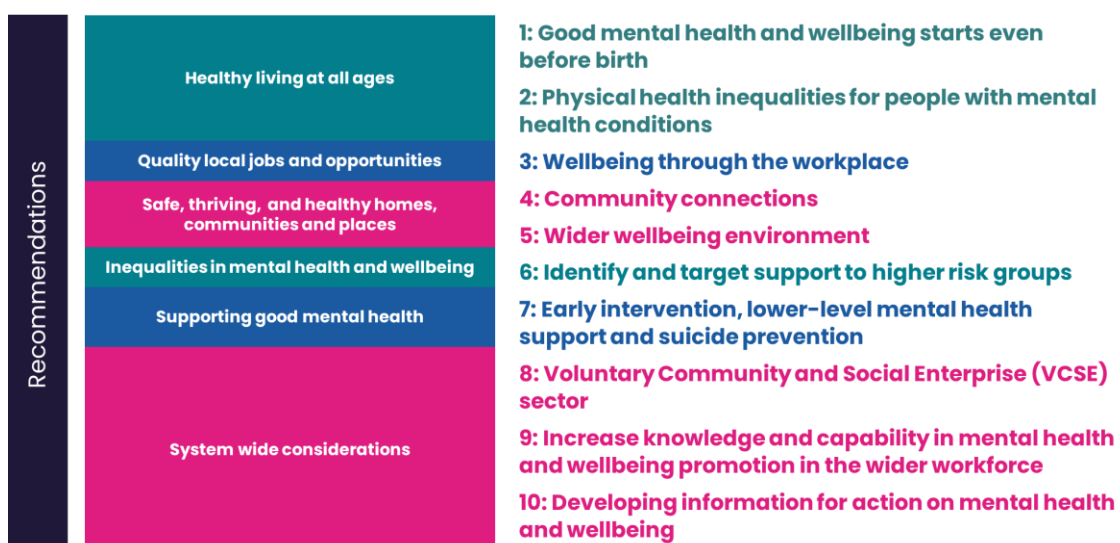 Recommendations
Healthy living at all ages
1: Good mental health and wellbeing starts even
before birth
2: Physical health inequalities for people with mental
health conditions
Quality local jobs and opportunities
3: Wellbeing through the workplace
Safe, thriving, and healthy homes,
communities and places
4: Community connections
5: Wider wellbeing environment
Inequalities in mental health and wellbeing
6: Identify and target support to higher risk groups
Supporting good mental health
7: Early intervention, lower-level mental health
support and suicide prevention
System wide considerations
8: Voluntary Community and Social Enterprise (VCSE)
sector
9: Increase knowledge and capability in mental health
and wellbeing promotion in the wider workforce
10: Developing information for action on mental health
and wellbeing